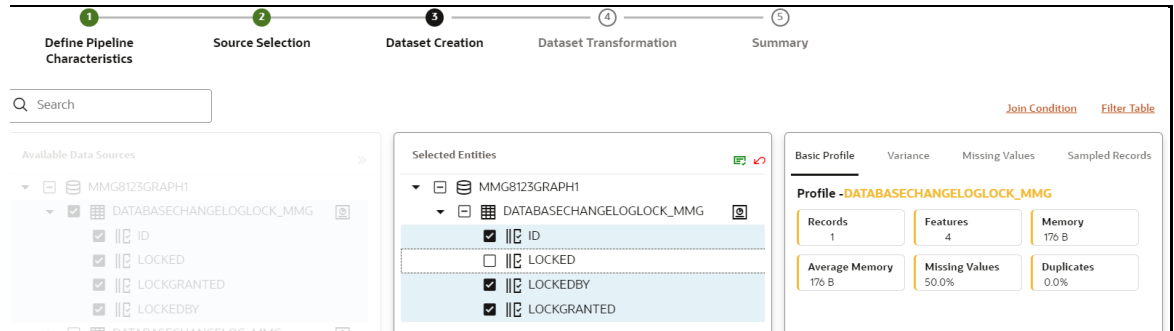 1
2
3
4
5
Define Pipeline
Characteristics
Source Selection
Dataset Creation
Dataset Transformation
Summary
Search
Join Condition
Filter Table
Available Data Sources
MMG8123GRAPH1
DATABASECHANGELOGLOCK_MMG
ID
LOCKED
LOCKGRANTED
LOCKEDBY
DATABASECHANGELOG_MMG
Selected Entities
MMG8123GRAPH1
DATABASECHANGELOGLOCK_MMG
ID
LOCKED
LOCKEDBY
LOCKGRANTED
Basic Profile Variance Missing Values Sampled Records
Profile -DATABASECHANGELOGLOCK_MMG
Records Features Memory
1 4 176 B
Average Memory Missing Values Duplicates
176 B 50.0% 0.0%